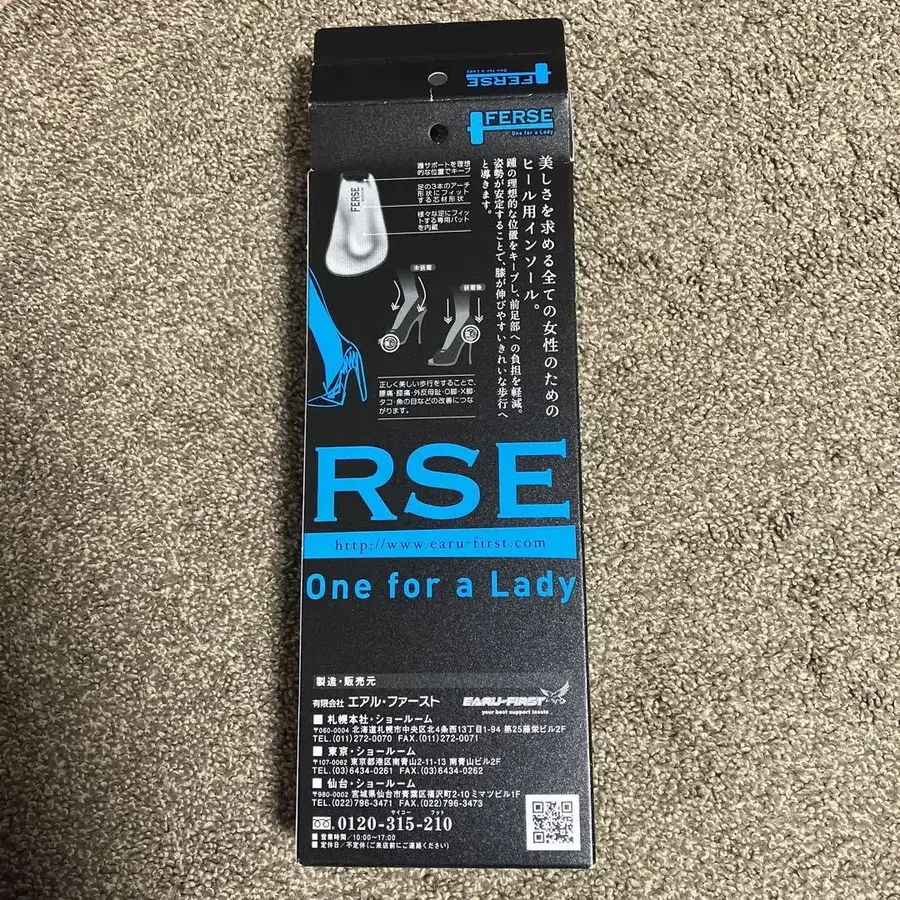 FERSE
One for a Lady
FERSE
One for a Lady
美しさを求める全ての女性のための
ヒール用インソール。
踵の理想的な位置をキープし、前足部への負担を軽減。
姿勢が安定することで、膝が伸びやすいきれいな歩行へ
と導きます。
踵サポートを理想
的な位置でキープ
足の3本のアーチ
形状にフィット
する芯材形状
様々な足にフィッ
トする専用パット
を内蔵
FERSE
未装着
装着後
正しく美しい歩行をすることで、
腰痛・膝痛・外反母趾・O脚・X脚・
タコ・魚の目などの改善につな
がります。
RSE
http://www.earu-first.com
One for a Lady
製造・販売元
有限会社 エアル・ファースト
EARU-FIRST
your best support insole
■ 札幌本社・ショールーム
〒060-0004 北海道札幌市中央区北4条西13丁目1-94 第25藤栄ビル2F
TEL.(011)272-0070 FAX.(011)272-0071
■ 東京・ショールーム
〒107-0062 東京都港区南青山2-11-13 南青山ビル2F
TEL.(03)6434-0261 FAX.(03)6434-0262
■ 仙台・ショールーム
〒980-0002 宮城県仙台市青葉区福沢町2-10 ミマツビル1F
TEL.(022)796-3471 FAX.(022)796-3473
サイコー フット
0120-315-210
■ 営業時間/10:00〜17:00
■ 定休日/不定休(ご来店前にご連絡ください)